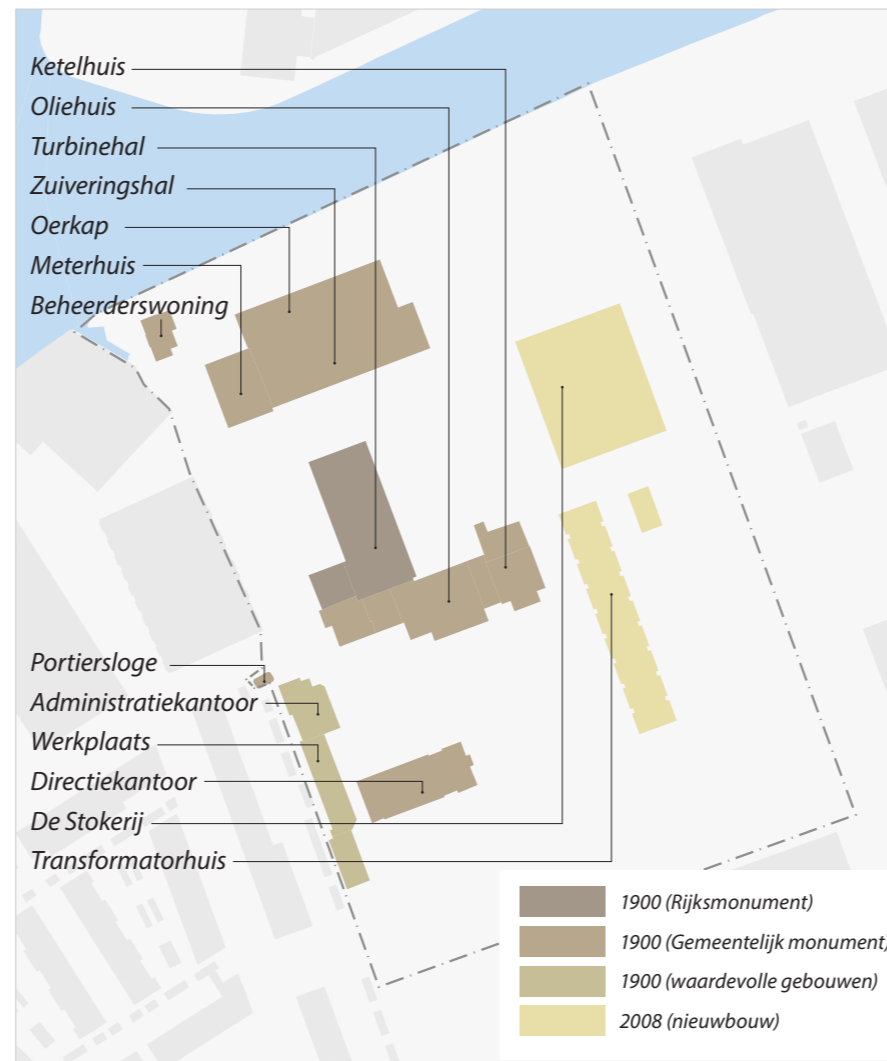 Ketelhuis
Oliehuis
Turbinehal
Zuiveringshal
Oerkap
Meterhuis
Beheerderswoning
Portiersloge
Administratiekantoor
Werkplaats
Directiekantoor
De Stokerij
Transformatorhuis
1900 (Rijksmonument)
1900 (Gemeentelijk monument)
1900 (waardevolle gebouwen)
2008 (nieuwbouw)